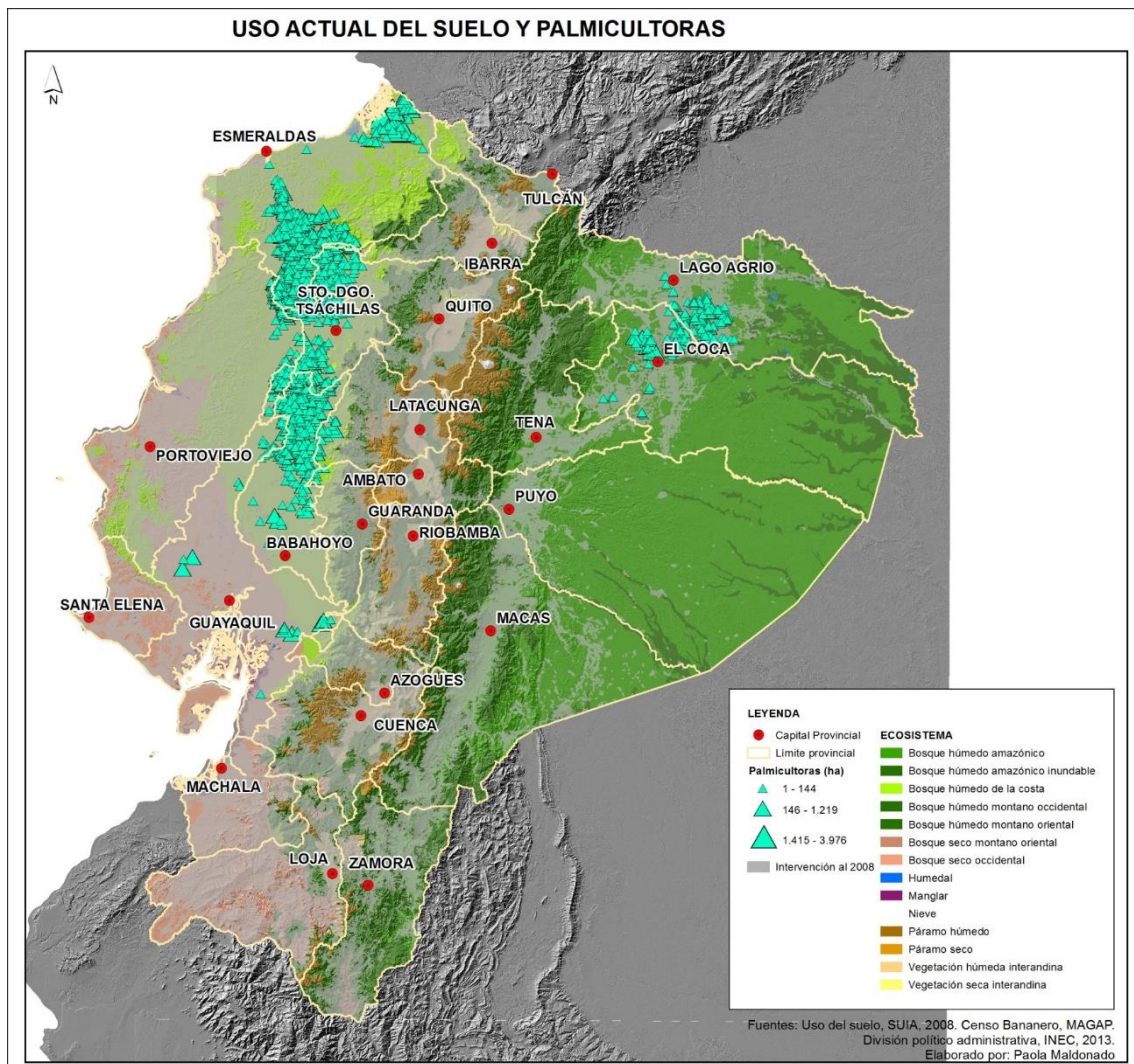 USO ACTUAL DEL SUELO Y PALMICULTORAS
N
ESMERALDAS
TULCÁN
IBARRA
LAGO AGRIO
STO. DGO.
TSÁCHILAS
QUITO
EL COCA
LATACUNGA
TENA
PORTOVIEJO
AMBATO
PUYO
GUARANDA
RIOBAMBA
BABAHOYO
SANTA ELENA
GUAYAQUIL
MACAS
AZOGUES
CUENCA
MACHALA
LOJA
ZAMORA
LEYENDA
Capital Provincial
Límite provincial
Palmicultoras (ha)
1 - 144
146 - 1.219
1.415 - 3.976
Intervención al 2008
ECOSISTEMA
Bosque húmedo amazónico
Bosque húmedo amazónico inundable
Bosque húmedo de la costa
Bosque húmedo montano occidental
Bosque húmedo montano oriental
Bosque seco montano oriental
Bosque seco occidental
Humedal
Manglar
Nieve
Páramo húmedo
Páramo seco
Vegetación húmeda interandina
Vegetación seca interandina
Fuentes: Uso del suelo, SUIA, 2008. Censo Bananero, MAGAP.
División político administrativa, INEC, 2013.
Elaborado por: Paola Maldonado